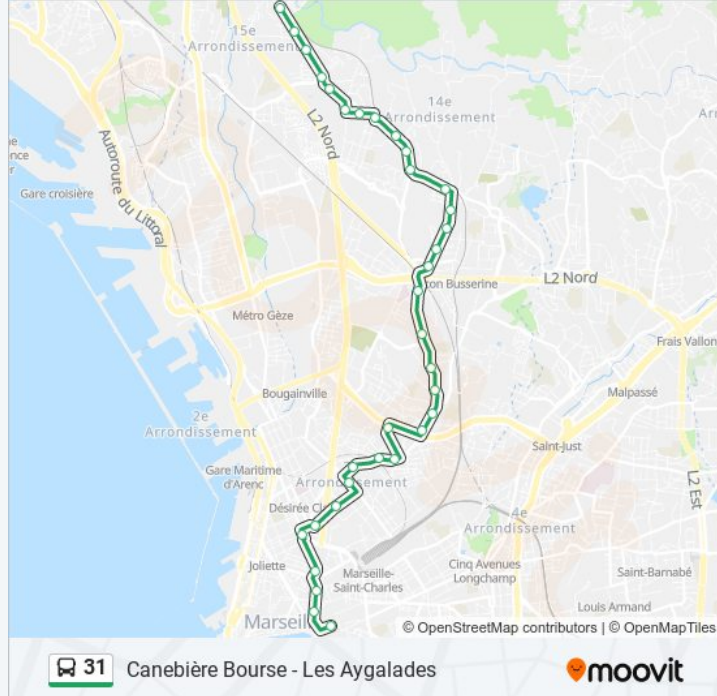 15e
Arrondissement
14e
Arrondissement
L2 Nord
Autoroute du Littoral
Gare croisière
ton Busserine
L2 Nord
Métro Gèze
Frais Vallon
Bougainville
Malpassé
2e
Arrondissement
Saint-Just
Gare Maritime
d'Arenc
Arrondissement
L2 Est
Désirée Cl
4e
Arrondissement
Joliette
Marseille-
Saint-Charles
Cinq Avenues
Longchamp
Saint-Barnabé
Louis Armand
Marseil
© OpenStreetMap contributors | © OpenMapTiles
31 Canebière Bourse - Les Aygalades
moovit